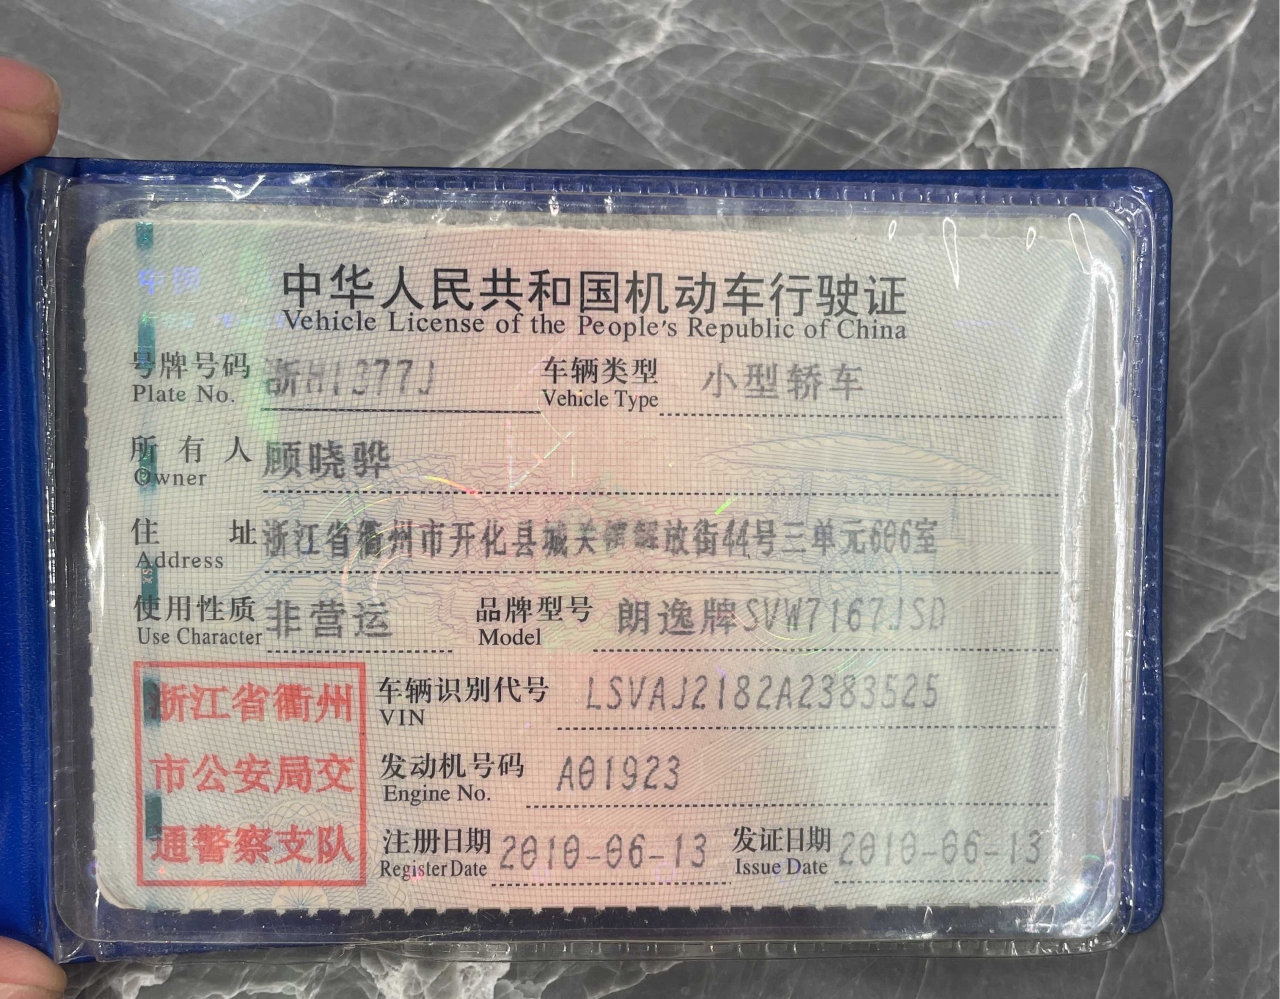 中华人民共和国机动车行驶证
Vehicle License of the People's Republic of China
号牌号码 浙H1377J 车辆类型 小型轿车
Plate No. Vehicle Type
所有人 顾晓骅
Owner
住址 浙江省衢州市开化县城关镇解放街44号三单元606室
Address
使用性质 非营运 品牌型号 朗逸牌SVW7167JSD
Use Character Model
浙江省衢州
市公安局交
通警察支队
车辆识别代号 LSVAJ2182A2383525
VIN
发动机号码 A01923
Engine No.
注册日期 2010-06-13 发证日期 2010-06-13
Register Date Issue Date